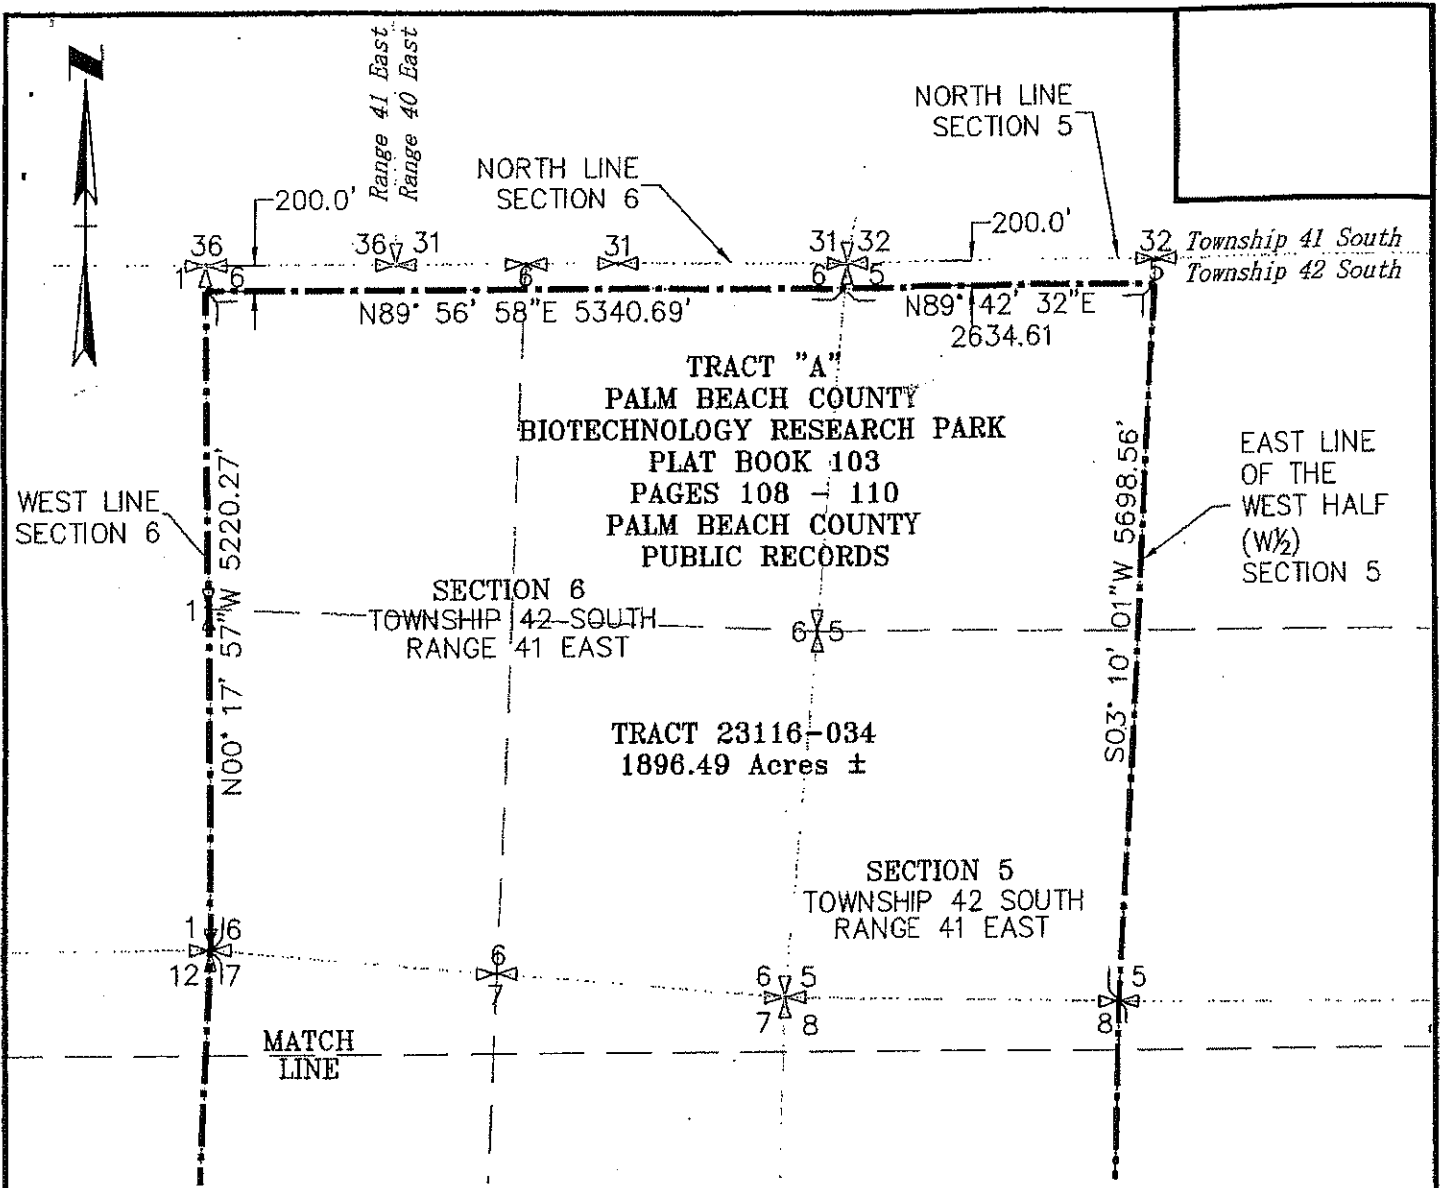 Range 41 East
Range 40 East
NORTH LINE
SECTION 5
NORTH LINE
SECTION 6
200.0'
200.0'
36
36 31
31
31 32
32
Township 41 South
1 6
6
6 5
5
Township 42 South
N89° 56' 58"E 5340.69'
N89° 42' 32"E
2634.61
TRACT "A"
PALM BEACH COUNTY
BIOTECHNOLOGY RESEARCH PARK
PLAT BOOK 103
PAGES 108 - 110
PALM BEACH COUNTY
PUBLIC RECORDS
WEST LINE
SECTION 6
N00° 17' 57"W 5220.27'
S03° 10' 01"W 5698.56'
EAST LINE
OF THE
WEST HALF
(W½)
SECTION 5
1
SECTION 6
TOWNSHIP 42 SOUTH
RANGE 41 EAST
6 5
TRACT 23116-034
1896.49 Acres ±
SECTION 5
TOWNSHIP 42 SOUTH
RANGE 41 EAST
1 6
12 7
6
7
6 5
7 8
5
8
MATCH
LINE